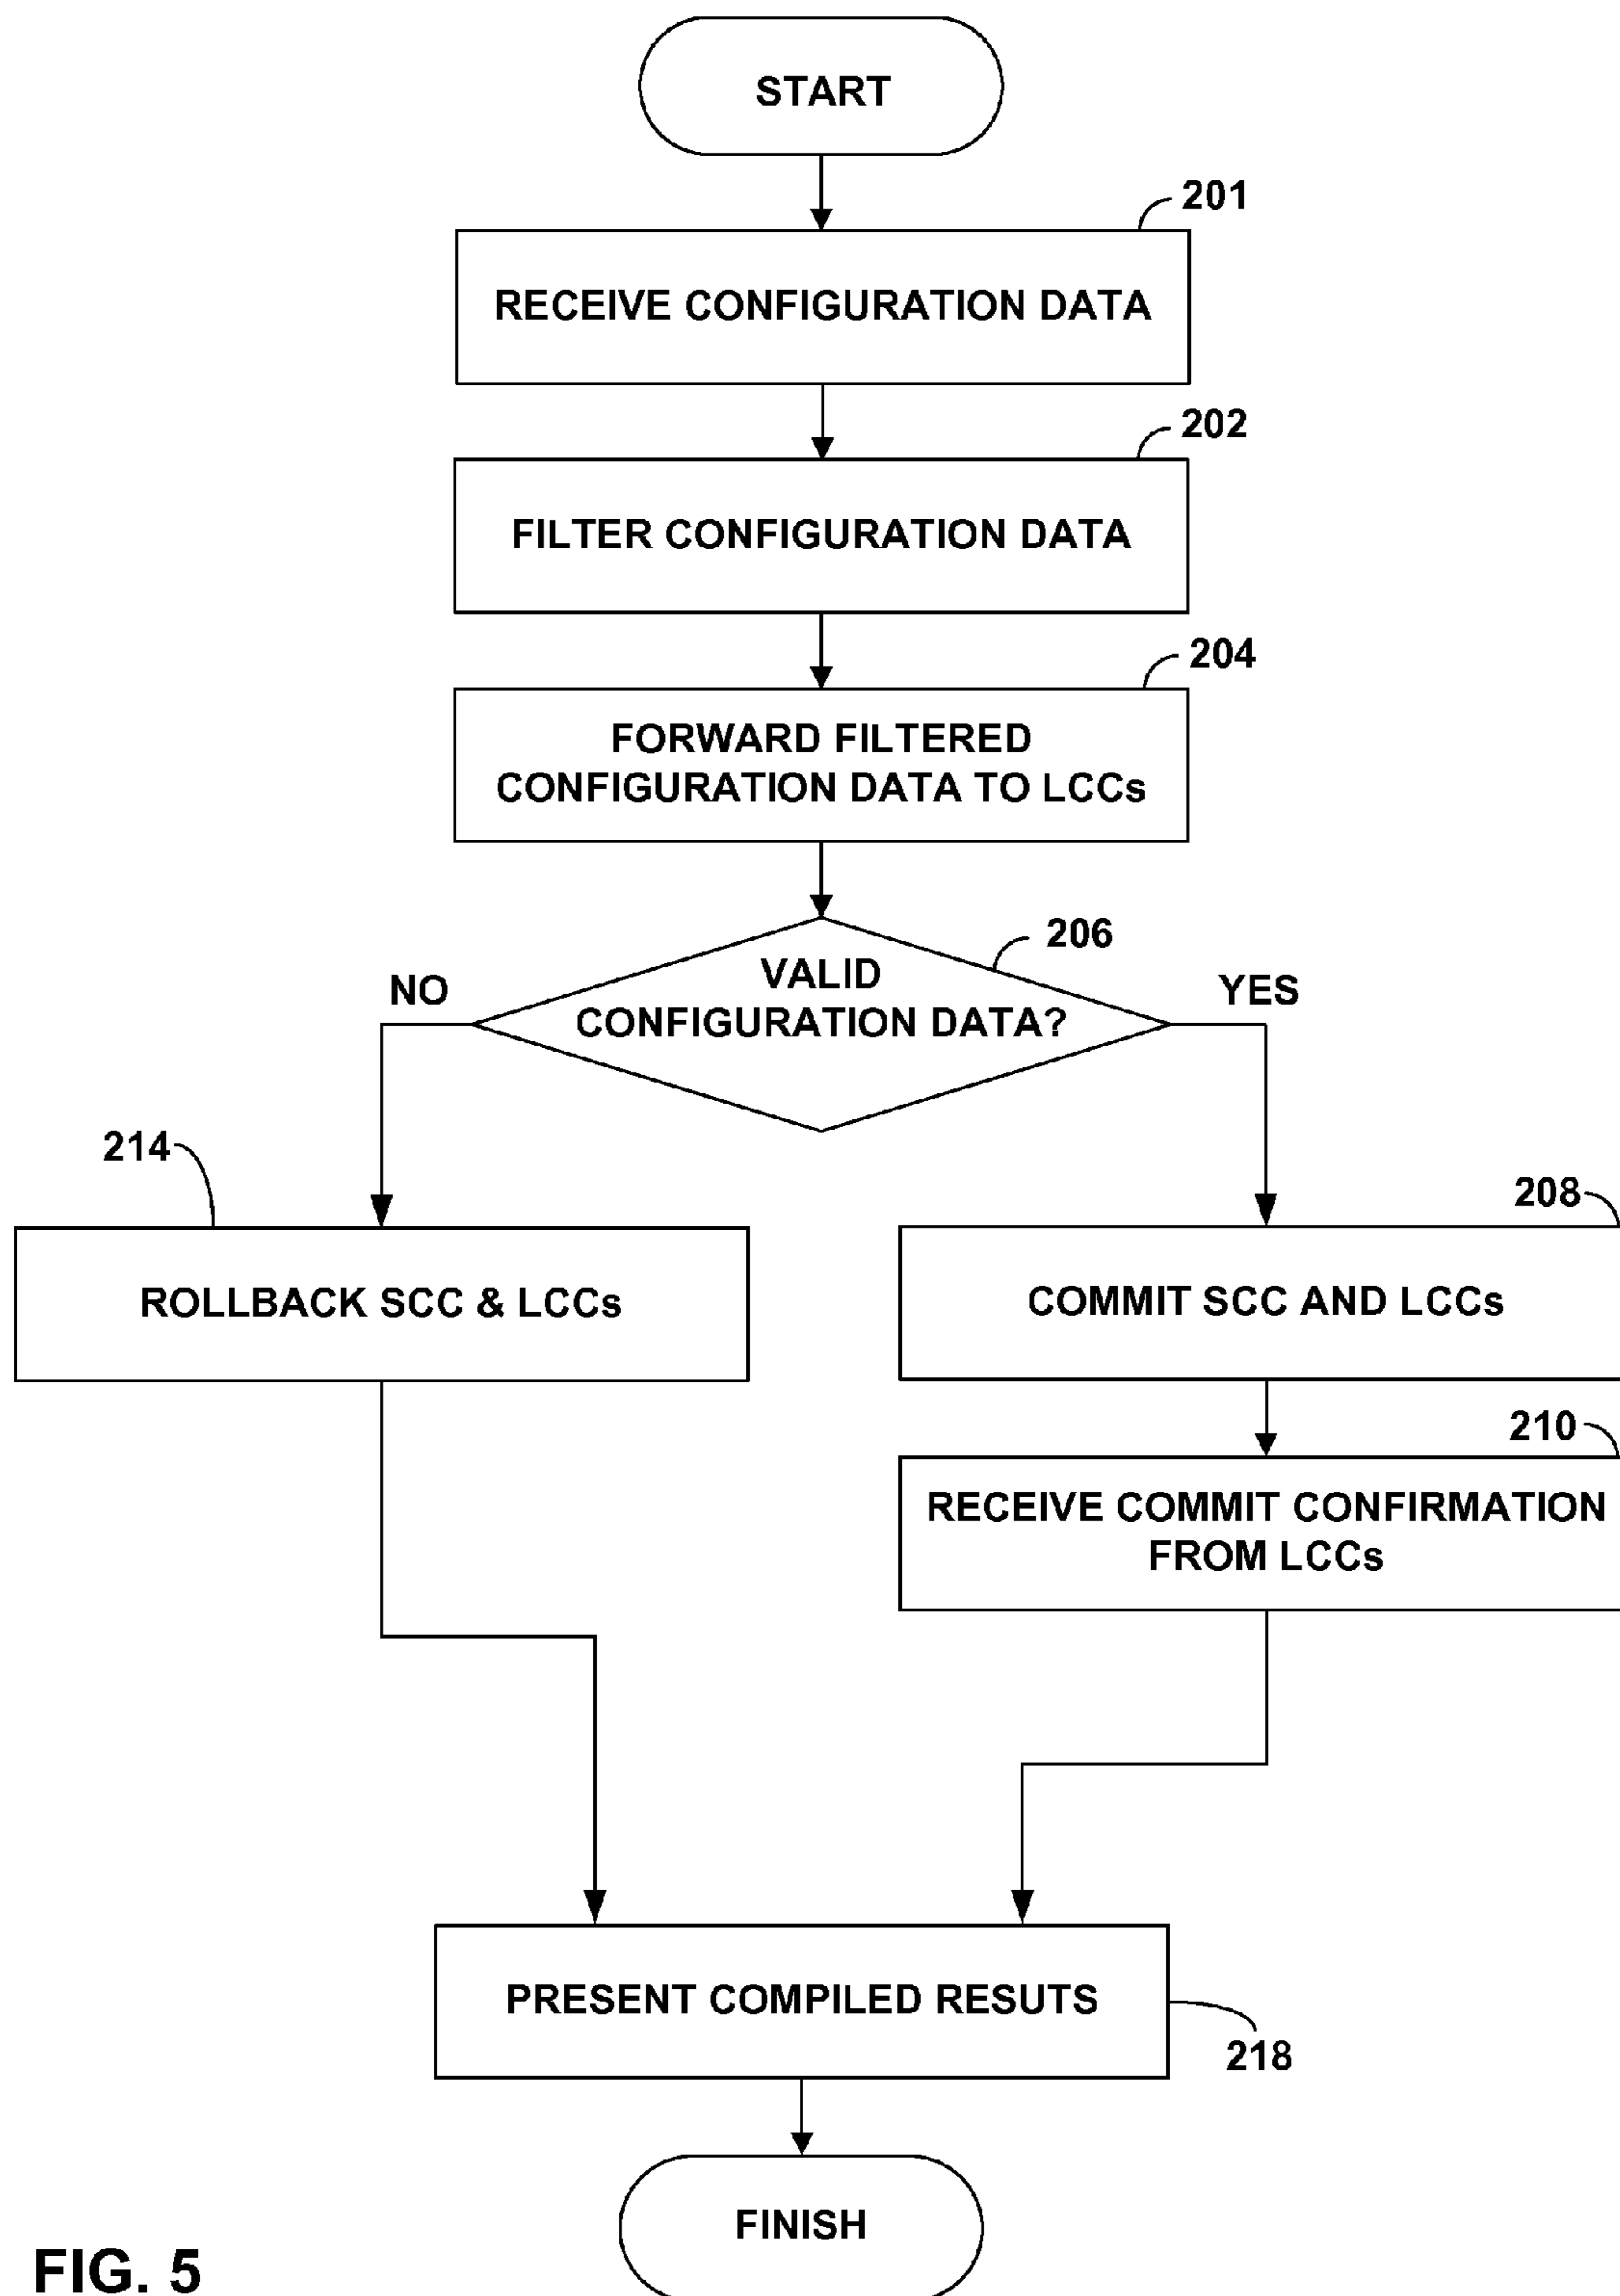 START
201
RECEIVE CONFIGURATION DATA
202
FILTER CONFIGURATION DATA
204
FORWARD FILTERED
CONFIGURATION DATA TO LCCs
206
NO
VALID
CONFIGURATION DATA?
YES
214
ROLLBACK SCC & LCCs
208
COMMIT SCC AND LCCs
210
RECEIVE COMMIT CONFIRMATION
FROM LCCs
PRESENT COMPILED RESUTS
218
FINISH
FIG. 5